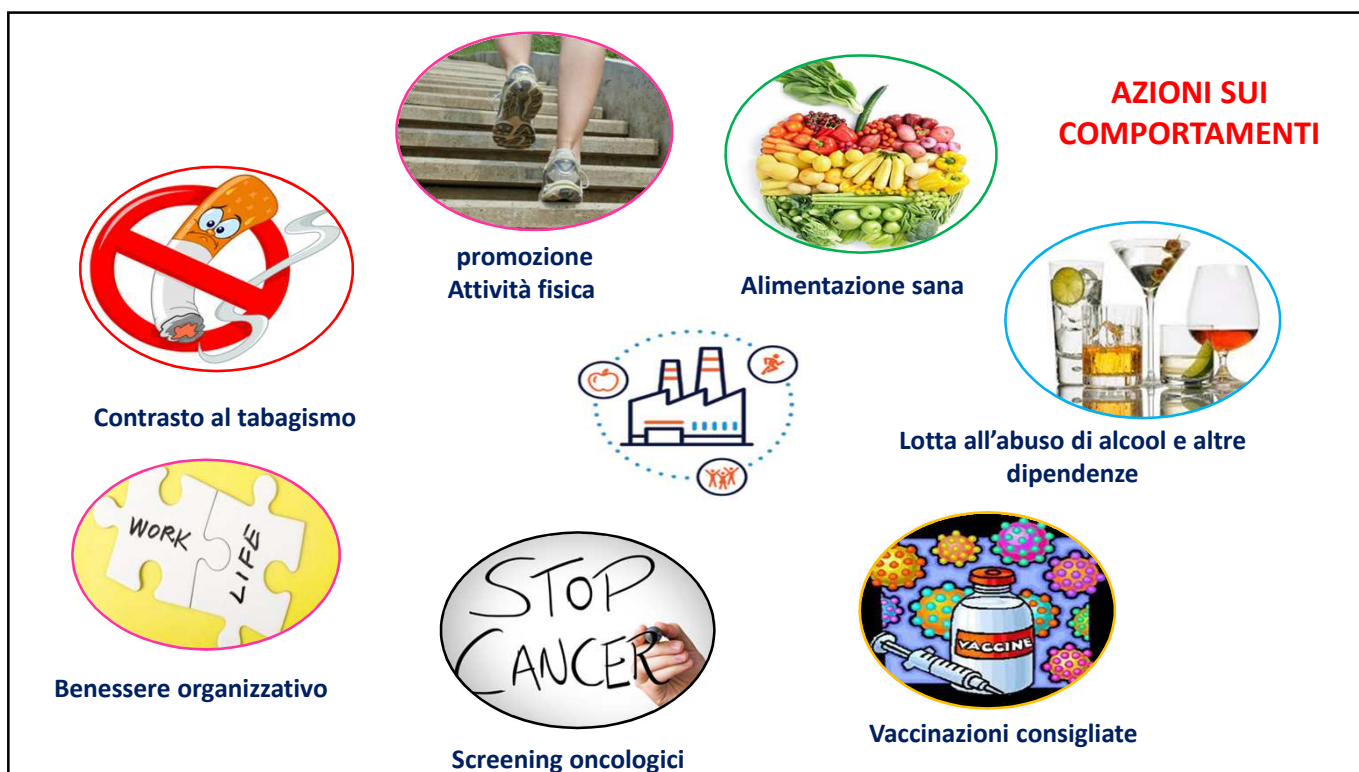 AZIONI SUI
COMPORTAMENTI
promozione
Attività fisica
Alimentazione sana
Contrasto al tabagismo
Lotta all’abuso di alcool e altre
dipendenze
WORK
LIFE
Benessere organizzativo
STOP
CANCER
Screening oncologici
VACCINE
Vaccinazioni consigliate